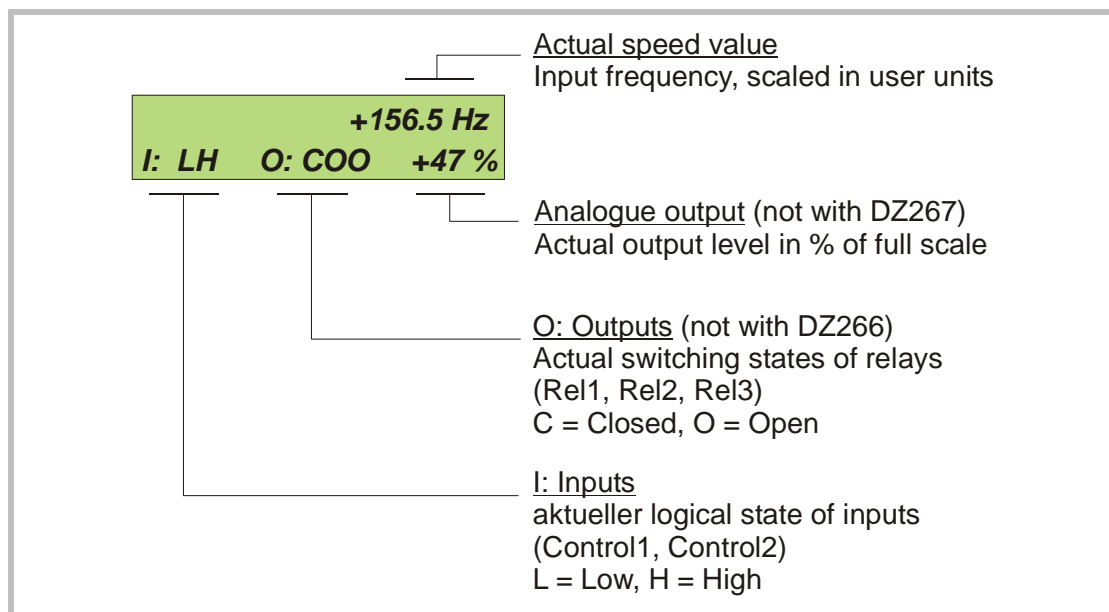 Actual speed value
Input frequency, scaled in user units
+156.5 Hz
I: LH O: COO +47 %
Analogue output (not with DZ267)
Actual output level in % of full scale
O: Outputs (not with DZ266)
Actual switching states of relays
(Rel1, Rel2, Rel3)
C = Closed, O = Open
I: Inputs
aktueller logical state of inputs
(Control1, Control2)
L = Low, H = High